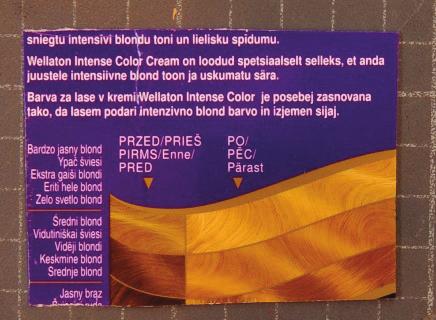 sniegtu intensīvi blondu toni un lielisku spīdumu.
Wellaton Intense Color Cream on loodud spetsiaalselt selleks, et anda
juustele intensiivne blond toon ja uskumatu sära.
Barva za lase v kremi Wellaton Intense Color je posebej zasnovana
tako, da lasem podari intenzivno blond barvo in izjemen sijaj.
PRZED/PRIEŠ
PIRMS/Enne/
PRED
PO/
PĒC/
Pärast
Bardzo jasny blond
Ypač šviesi
Ekstra gaiši blondi
Eriti hele blond
Zelo svetlo blond
Średni blond
Vidutiniškai šviesi
Vidēji blondi
Keskmine blond
Srednje blond
Jasny brąz